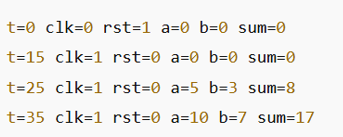 t=0 clk=0 rst=1 a=0 b=0 sum=0
t=15 clk=1 rst=0 a=0 b=0 sum=0
t=25 clk=1 rst=0 a=5 b=3 sum=8
t=35 clk=1 rst=0 a=10 b=7 sum=17